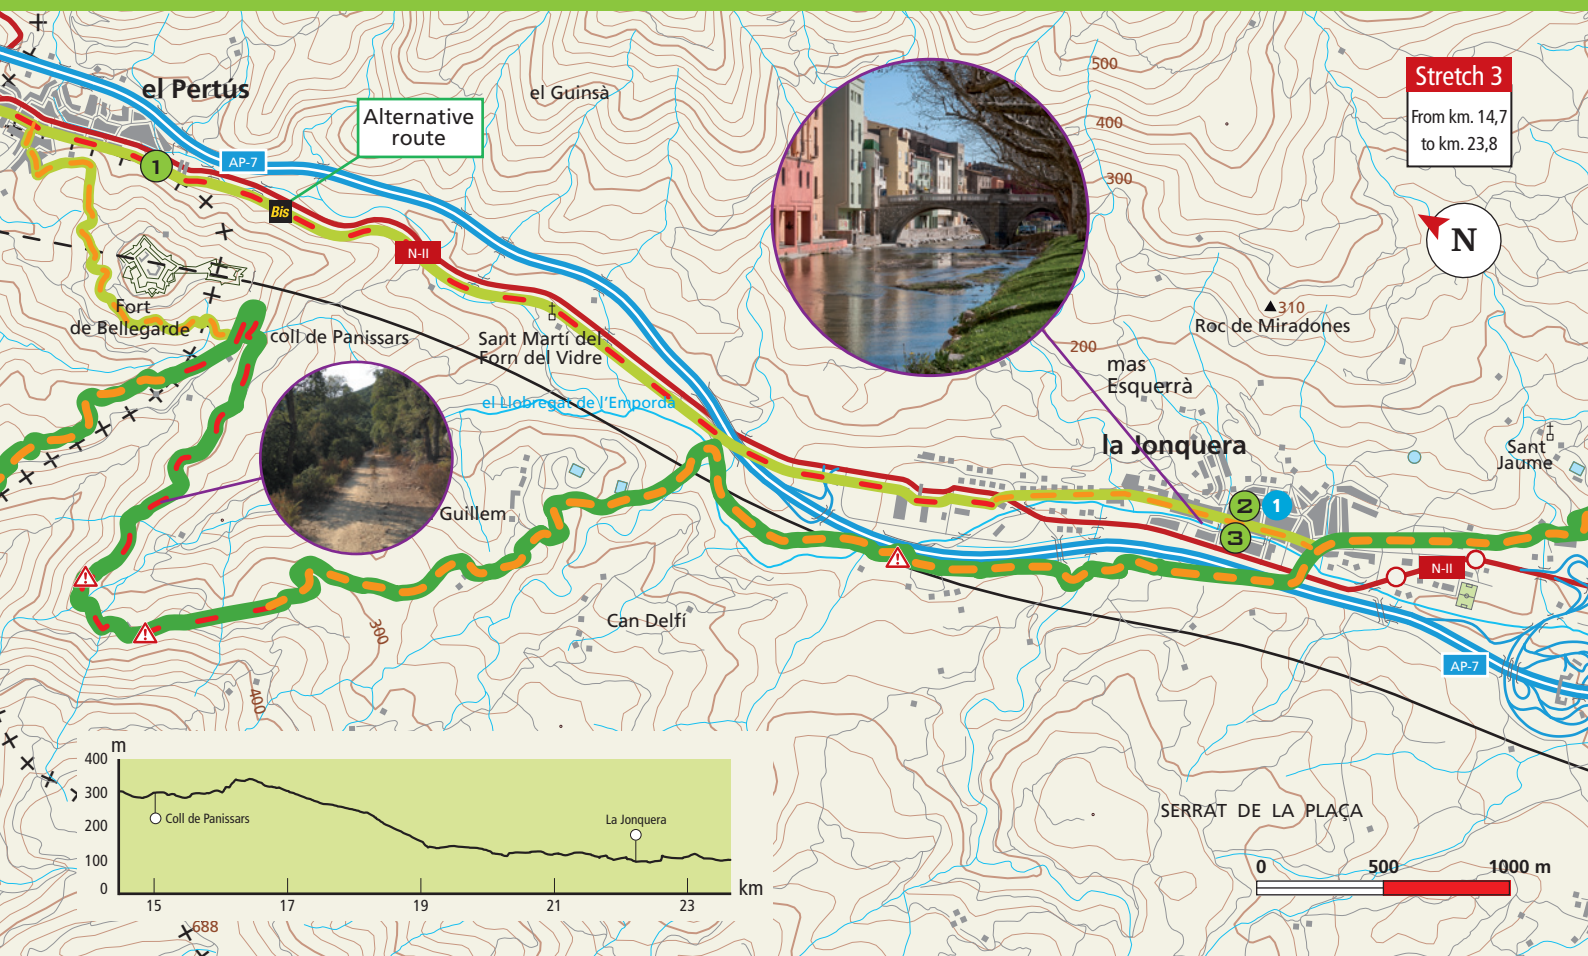 el Pertús
el Guinsà
Alternative
route
AP-7
1
Bis
N-II
500
400
300
200
Stretch 3
From km. 14,7
to km. 23,8
N
Fort
de Bellegarde
coll de Panissars
Sant Martí del
Forn del Vidre
el Llobregat de l'Empordà
310
Roc de Miradones
mas
Esquerrà
la Jonquera
Sant
Jaume
2
1
3
Guillem
N-II
Can Delfí
300
400
AP-7
SERRAT DE LA PLAÇA
0 500 1000 m
m
400
300
200
100
0
Coll de Panissars
La Jonquera
15 17 19 21 23
km
688